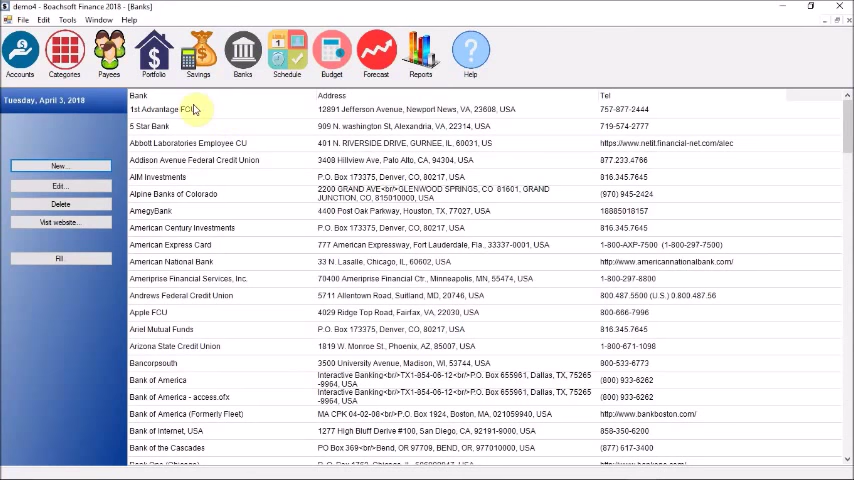 demo4 - Boachsoft Finance 2018 - [Banks]
File Edit Tools Window Help
Accounts Categories Payees Portfolio Savings Banks Schedule Budget Forecast Reports Help
Tuesday, April 3, 2018
New...
Edit...
Delete
Visit website...
Fil..
Bank Address Tel
1st Advantage FCU 12891 Jefferson Avenue, Newport News, VA, 23608, USA 757-877-2444
5 Star Bank 909 N. washington St, Alexandria, VA, 22314, USA 719-574-2777
Abbott Laboratories Employee CU 401 N. RIVERSIDE DRIVE, GURNEE, IL, 60031, US https://www.netit.financial-net.com/alec
Addison Avenue Federal Credit Union 3408 Hillview Ave, Palo Alto, CA, 94304, USA 877.233.4766
AIM Investments P.O. Box 173375, Denver, CO, 80217, USA 816.345.7645
Alpine Banks of Colorado 2200 GRAND AVE<br/>GLENWOOD SPRINGS, CO 81601, GRAND
JUNCTION, CO, 815010000, USA (970) 945-2424
AmegyBank 4400 Post Oak Parkway, Houston, TX, 77027, USA 18885018157
American Century Investments P.O. Box 173375, Denver, CO, 80217, USA 816.345.7645
American Express Card 777 American Expressway, Fort Lauderdale, Fla., 33337-0001, USA 1-800-AXP-7500 (1-800-297-7500)
American National Bank 33 N. Lasalle, Chicago, IL, 60602, USA http://www.americannationalbank.com/
Ameriprise Financial Services, Inc. 70400 Ameriprise Financial Ctr., Minneapolis, MN, 55474, USA 1-800-297-8800
Andrews Federal Credit Union 5711 Allentown Road, Suitland, MD, 20746, USA 800.487.5500 (U.S.) 0.800.487.56
Apple FCU 4029 Ridge Top Road, Fairfax, VA, 22030, USA 800-666-7996
Ariel Mutual Funds P.O. Box 173375, Denver, CO, 80217, USA 816.345.7645
Arizona State Credit Union 1819 W. Monroe St., Phoenix, AZ, 85007, USA 1-800-671-1098
Bancorpsouth 3500 University Avenue, Madison, WI, 53744, USA 800-533-6773
Bank of America Interactive Banking<br/>TX1-854-06-12<br/>P.O. Box 655961, Dallas, TX, 75265
-9964, USA (800) 933-6262
Bank of America - access.ofx Interactive Banking<br/>TX1-854-06-12<br/>P.O. Box 655961, Dallas, TX, 75265
-9964, USA (800) 933-6262
Bank of America (Formerly Fleet) MA CPK 04-02-08<br/>P.O. Box 1924, Boston, MA, 021059940, USA http://www.bankboston.com/
Bank of Internet, USA 1277 High Bluff Derive #100, San Diego, CA, 92191-9000, USA 858-350-6200
Bank of the Cascades PO Box 369<br/>Bend, OR 97709, BEND, OR, 977010000, USA (877) 617-3400